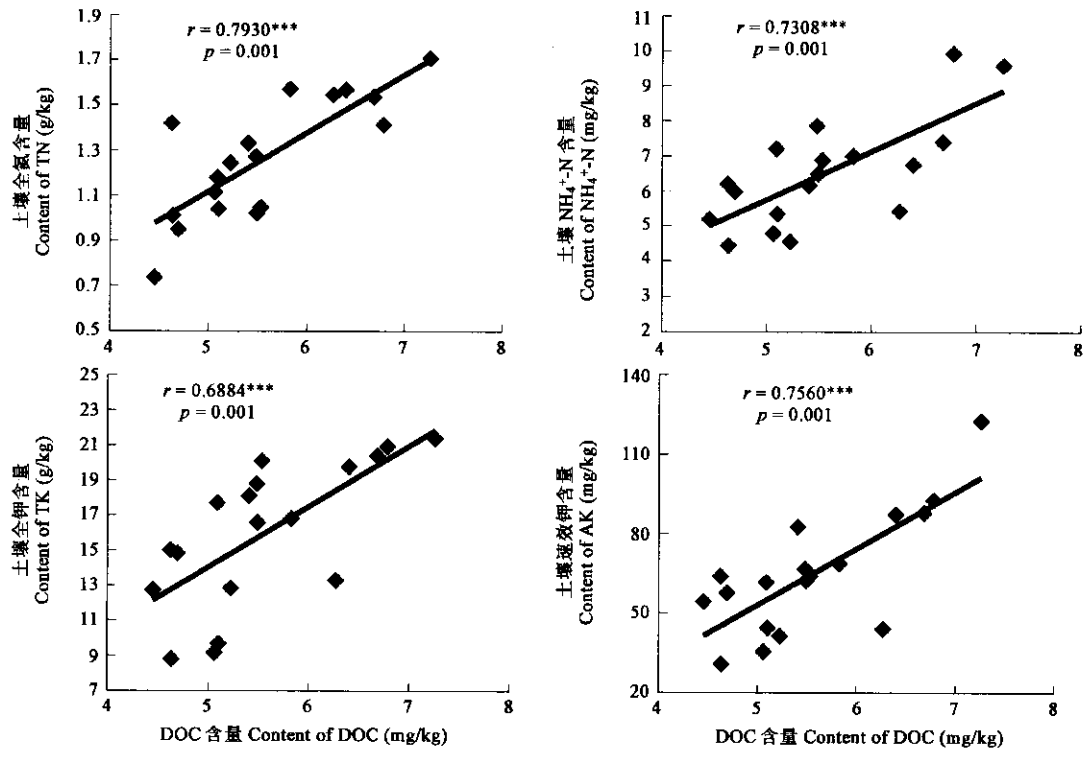 r = 0.7930***
p = 0.001
土壤全氮含量
Content of TN (g/kg)
1.9
1.7
1.5
1.3
1.1
0.9
0.7
0.5
4 5 6 7 8
r = 0.7308***
p = 0.001
土壤 NH₄⁺-N 含量
Content of NH₄⁺-N (mg/kg)
11
10
9
8
7
6
5
4
3
2
4 5 6 7 8
r = 0.6884***
p = 0.001
土壤全钾含量
Content of TK (g/kg)
25
23
21
19
17
15
13
11
9
7
4 5 6 7 8
DOC 含量 Content of DOC (mg/kg)
r = 0.7560***
p = 0.001
土壤速效钾含量
Content of AK (mg/kg)
140
110
80
50
20
4 5 6 7 8
DOC 含量 Content of DOC (mg/kg)